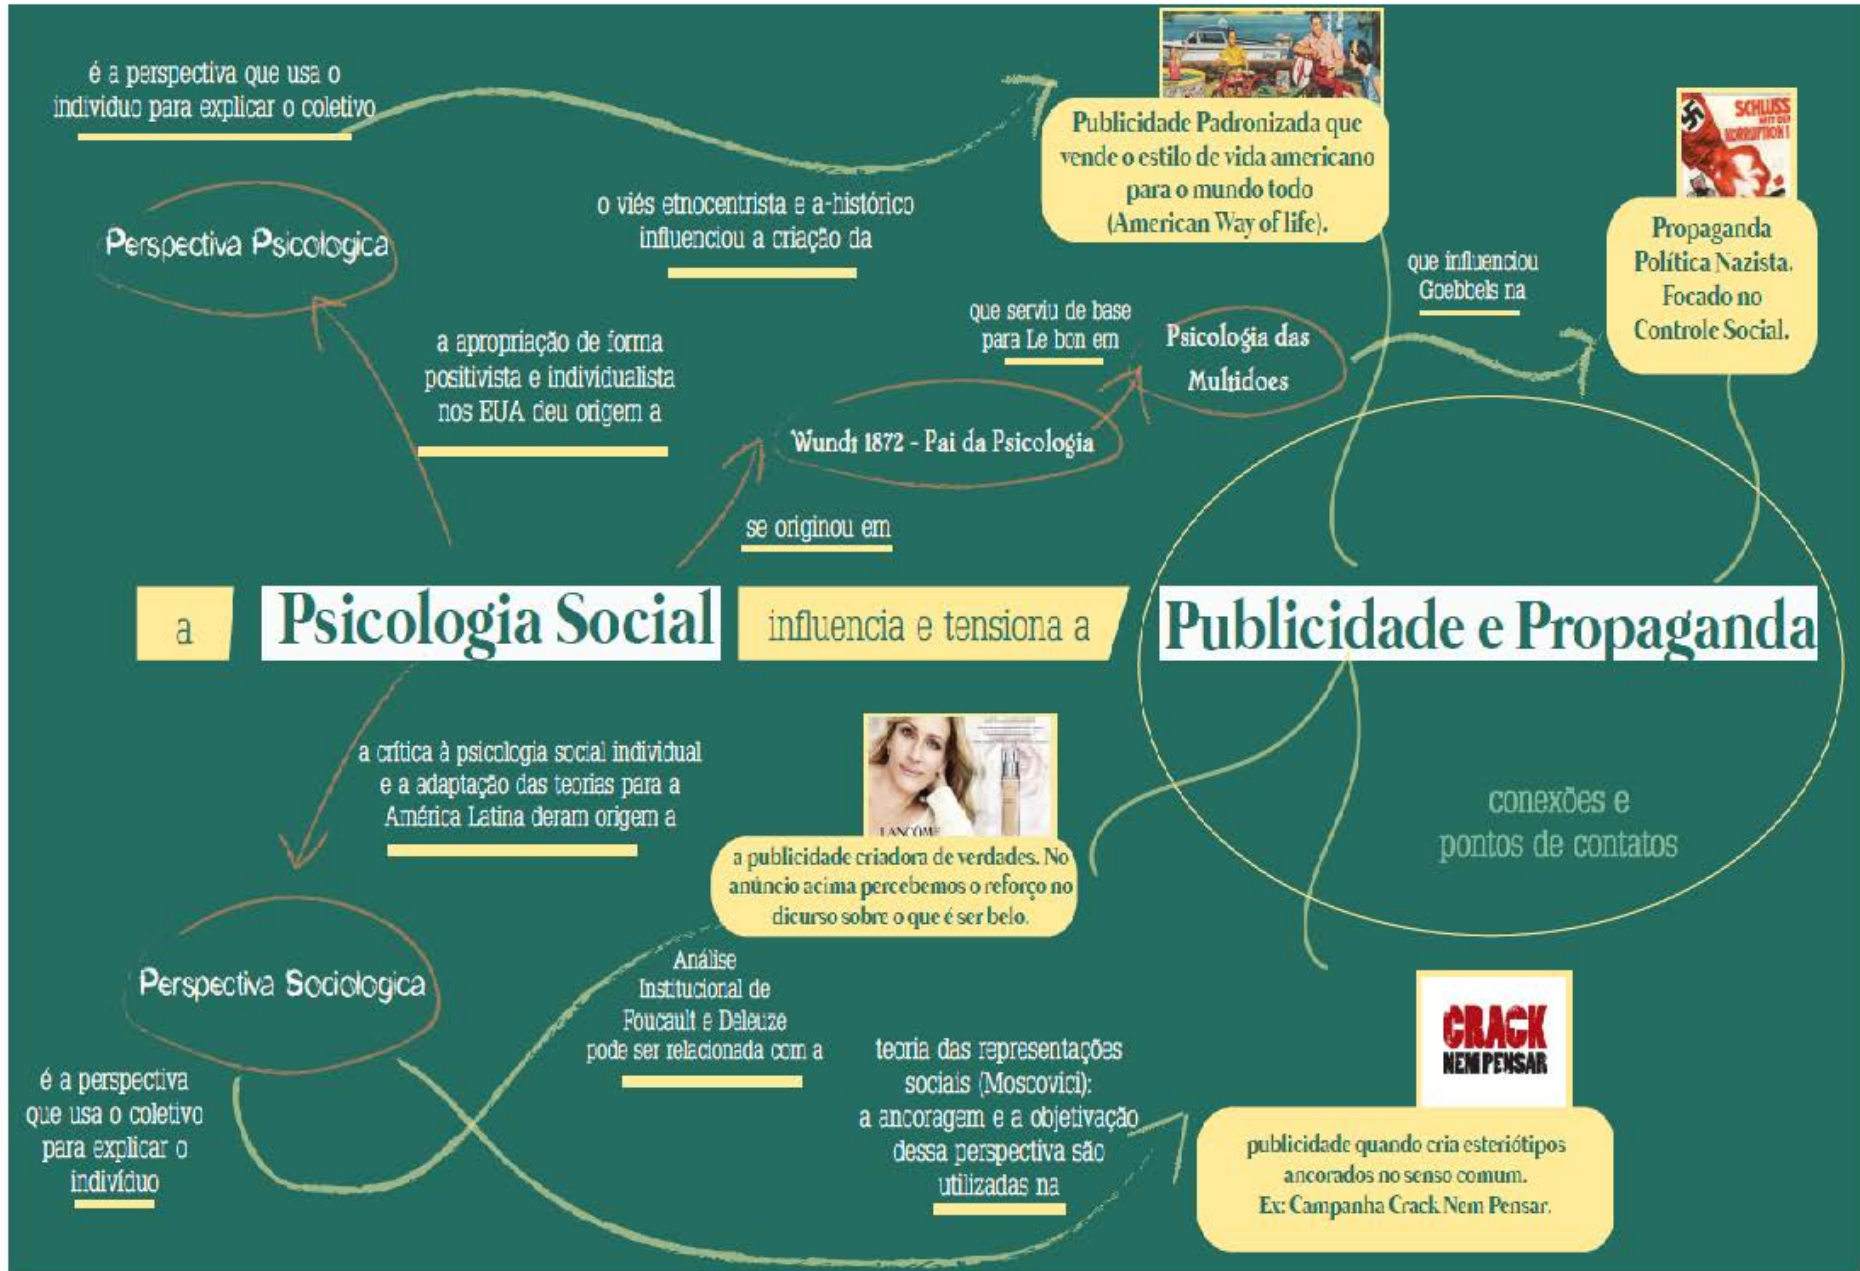 é a perspectiva que usa o
individuo para explicar o coletivo
Perspectiva Psicologica
a apropriação de forma
positivista e individualista
nos EUA deu origem a
o viés etnocentrista e a-histórico
influenciou a criação da
Publicidade Padronizada que
vende o estilo de vida americano
para o mundo todo
(American Way of life).
SCHLUSS
MIT DER
KORRUPTION!
Propaganda
Política Nazista.
Focado no
Controle Social.
que influenciou
Goebbels na
que serviu de base
para Le bon em
Psicologia das
Multidoes
Wundt 1872 - Pai da Psicologia
se originou em
a
Psicologia Social
influencia e tensiona a
Publicidade e Propaganda
conexões e
pontos de contatos
a crítica à psicologia social individual
e a adaptação das teorias para a
América Latina deram origem a
LANCÔME
a publicidade criadora de verdades. No
anúncio acima percebemos o reforço no
dicurso sobre o que é ser belo.
Perspectiva Sociologica
é a perspectiva
que usa o coletivo
para explicar o
indivíduo
Análise
Institucional de
Foucault e Deleuze
pode ser relacionada com a
teoria das representações
sociais (Moscovici):
a ancoragem e a objetivação
dessa perspectiva são
utilizadas na
CRACK
NEM PENSAR
publicidade quando cria esteriótipos
ancorados no senso comum.
Ex: Campanha Crack Nem Pensar.